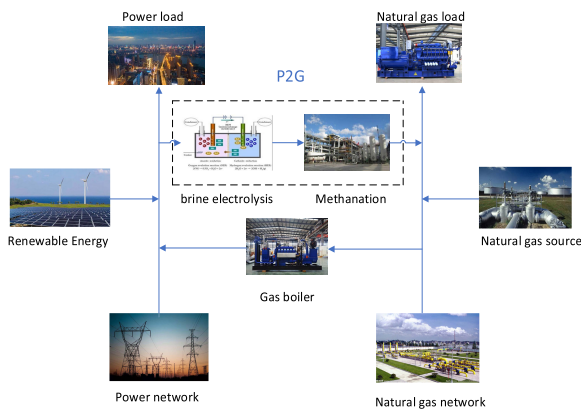 Power load
Natural gas load
P2G
brine electrolysis
Methanation
Renewable Energy
Natural gas source
Gas boiler
Power network
Natural gas network